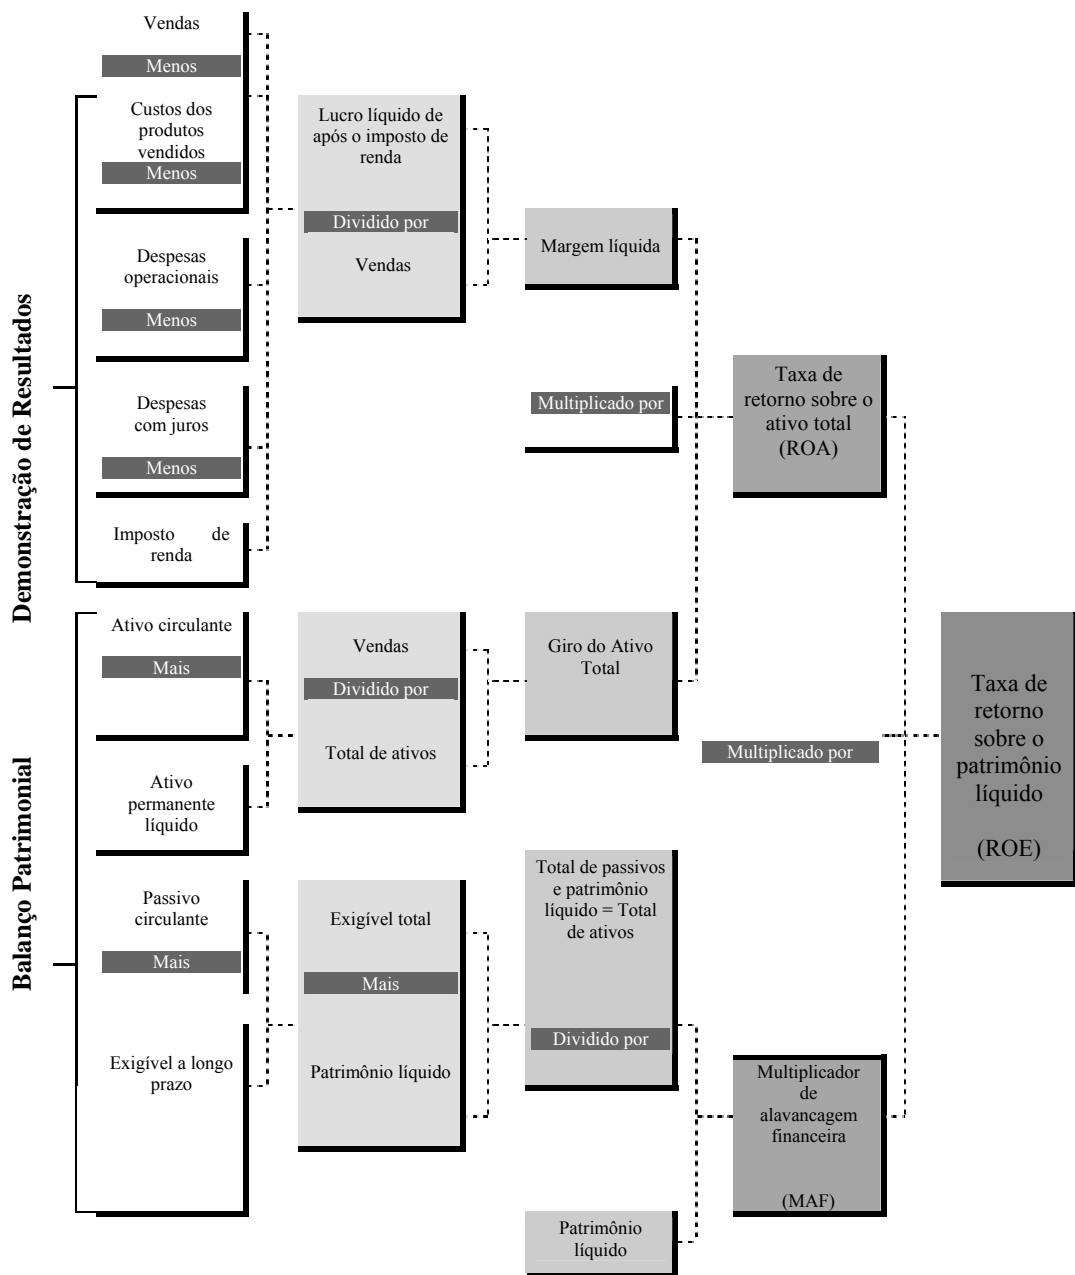 Demonstração de Resultados
Vendas
Menos
Custos dos
produtos
vendidos
Menos
Despesas
operacionais
Menos
Despesas
com juros
Menos
Imposto de
renda
Lucro líquido de
após o imposto de
renda
Dividido por
Vendas
Margem líquida
Multiplicado por
Taxa de
retorno sobre o
ativo total
(ROA)
Balanço Patrimonial
Ativo circulante
Mais
Ativo
permanente
líquido
Passivo
circulante
Mais
Exigível a longo
prazo
Vendas
Dividido por
Total de ativos
Giro do Ativo
Total
Exigível total
Mais
Patrimônio líquido
Total de passivos
e patrimônio
líquido = Total
de ativos
Dividido por
Patrimônio
líquido
Multiplicado por
Multiplicador
de
alavancagem
financeira
(MAF)
Taxa de
retorno
sobre o
patrimônio
líquido
(ROE)